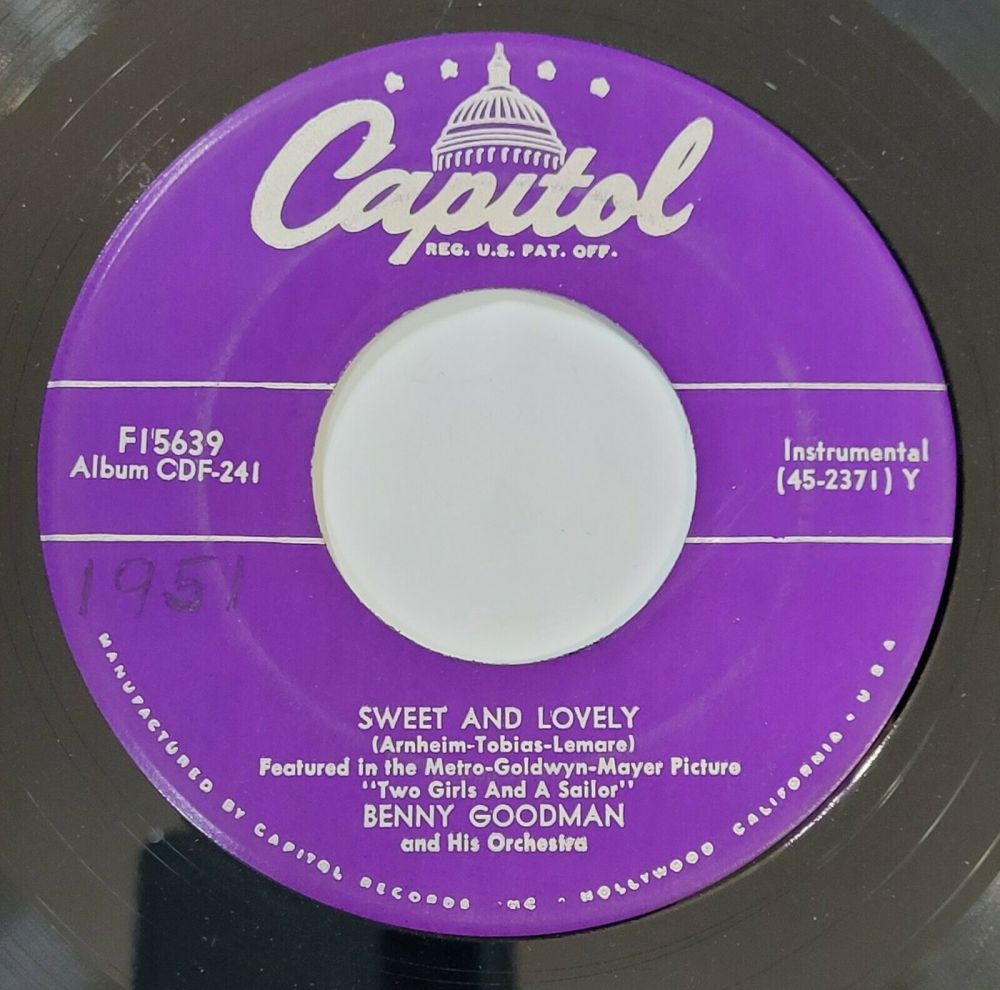 Capitol
REG. U.S. PAT. OFF.
F15639
Album CDF-241
Instrumental
(45-2371) Y
1951
SWEET AND LOVELY
(Arnheim-Tobias-Lemare)
Featured in the Metro-Goldwyn-Mayer Picture
"Two Girls And A Sailor"
BENNY GOODMAN
and His Orchestra
MANUFACTURED BY CAPITOL RECORDS INC • HOLLYWOOD CALIFORNIA • USA